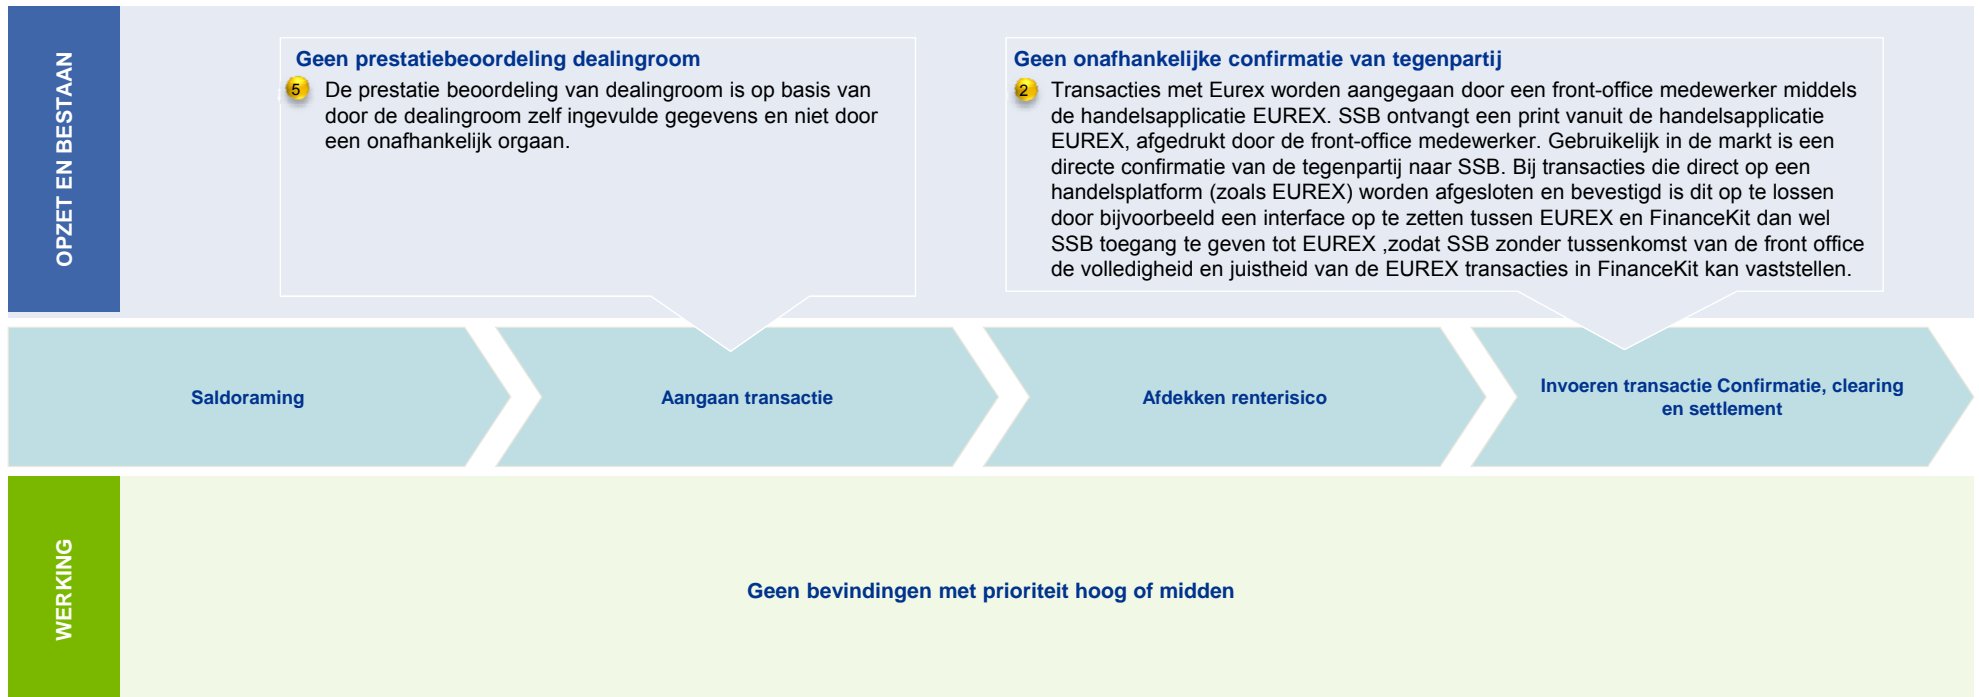 OPZET EN BESTAAN
Geen prestatiebeoordeling dealingroom
5 De prestatie beoordeling van dealingroom is op basis van
door de dealingroom zelf ingevulde gegevens en niet door
een onafhankelijk orgaan.
Geen onafhankelijke confirmatie van tegenpartij
2 Transacties met Eurex worden aangegaan door een front-office medewerker middels
de handelsapplicatie EUREX. SSB ontvangt een print vanuit de handelsapplicatie
EUREX, afgedrukt door de front-office medewerker. Gebruikelijk in de markt is een
directe confirmatie van de tegenpartij naar SSB. Bij transacties die direct op een
handelsplatform (zoals EUREX) worden afgesloten en bevestigd is dit op te lossen
door bijvoorbeeld een interface op te zetten tussen EUREX en FinanceKit dan wel
SSB toegang te geven tot EUREX ,zodat SSB zonder tussenkomst van de front office
de volledigheid en juistheid van de EUREX transacties in FinanceKit kan vaststellen.
Saldoraming
Aangaan transactie
Afdekken renterisico
Invoeren transactie Confirmatie, clearing
en settlement
WERKING
Geen bevindingen met prioriteit hoog of midden